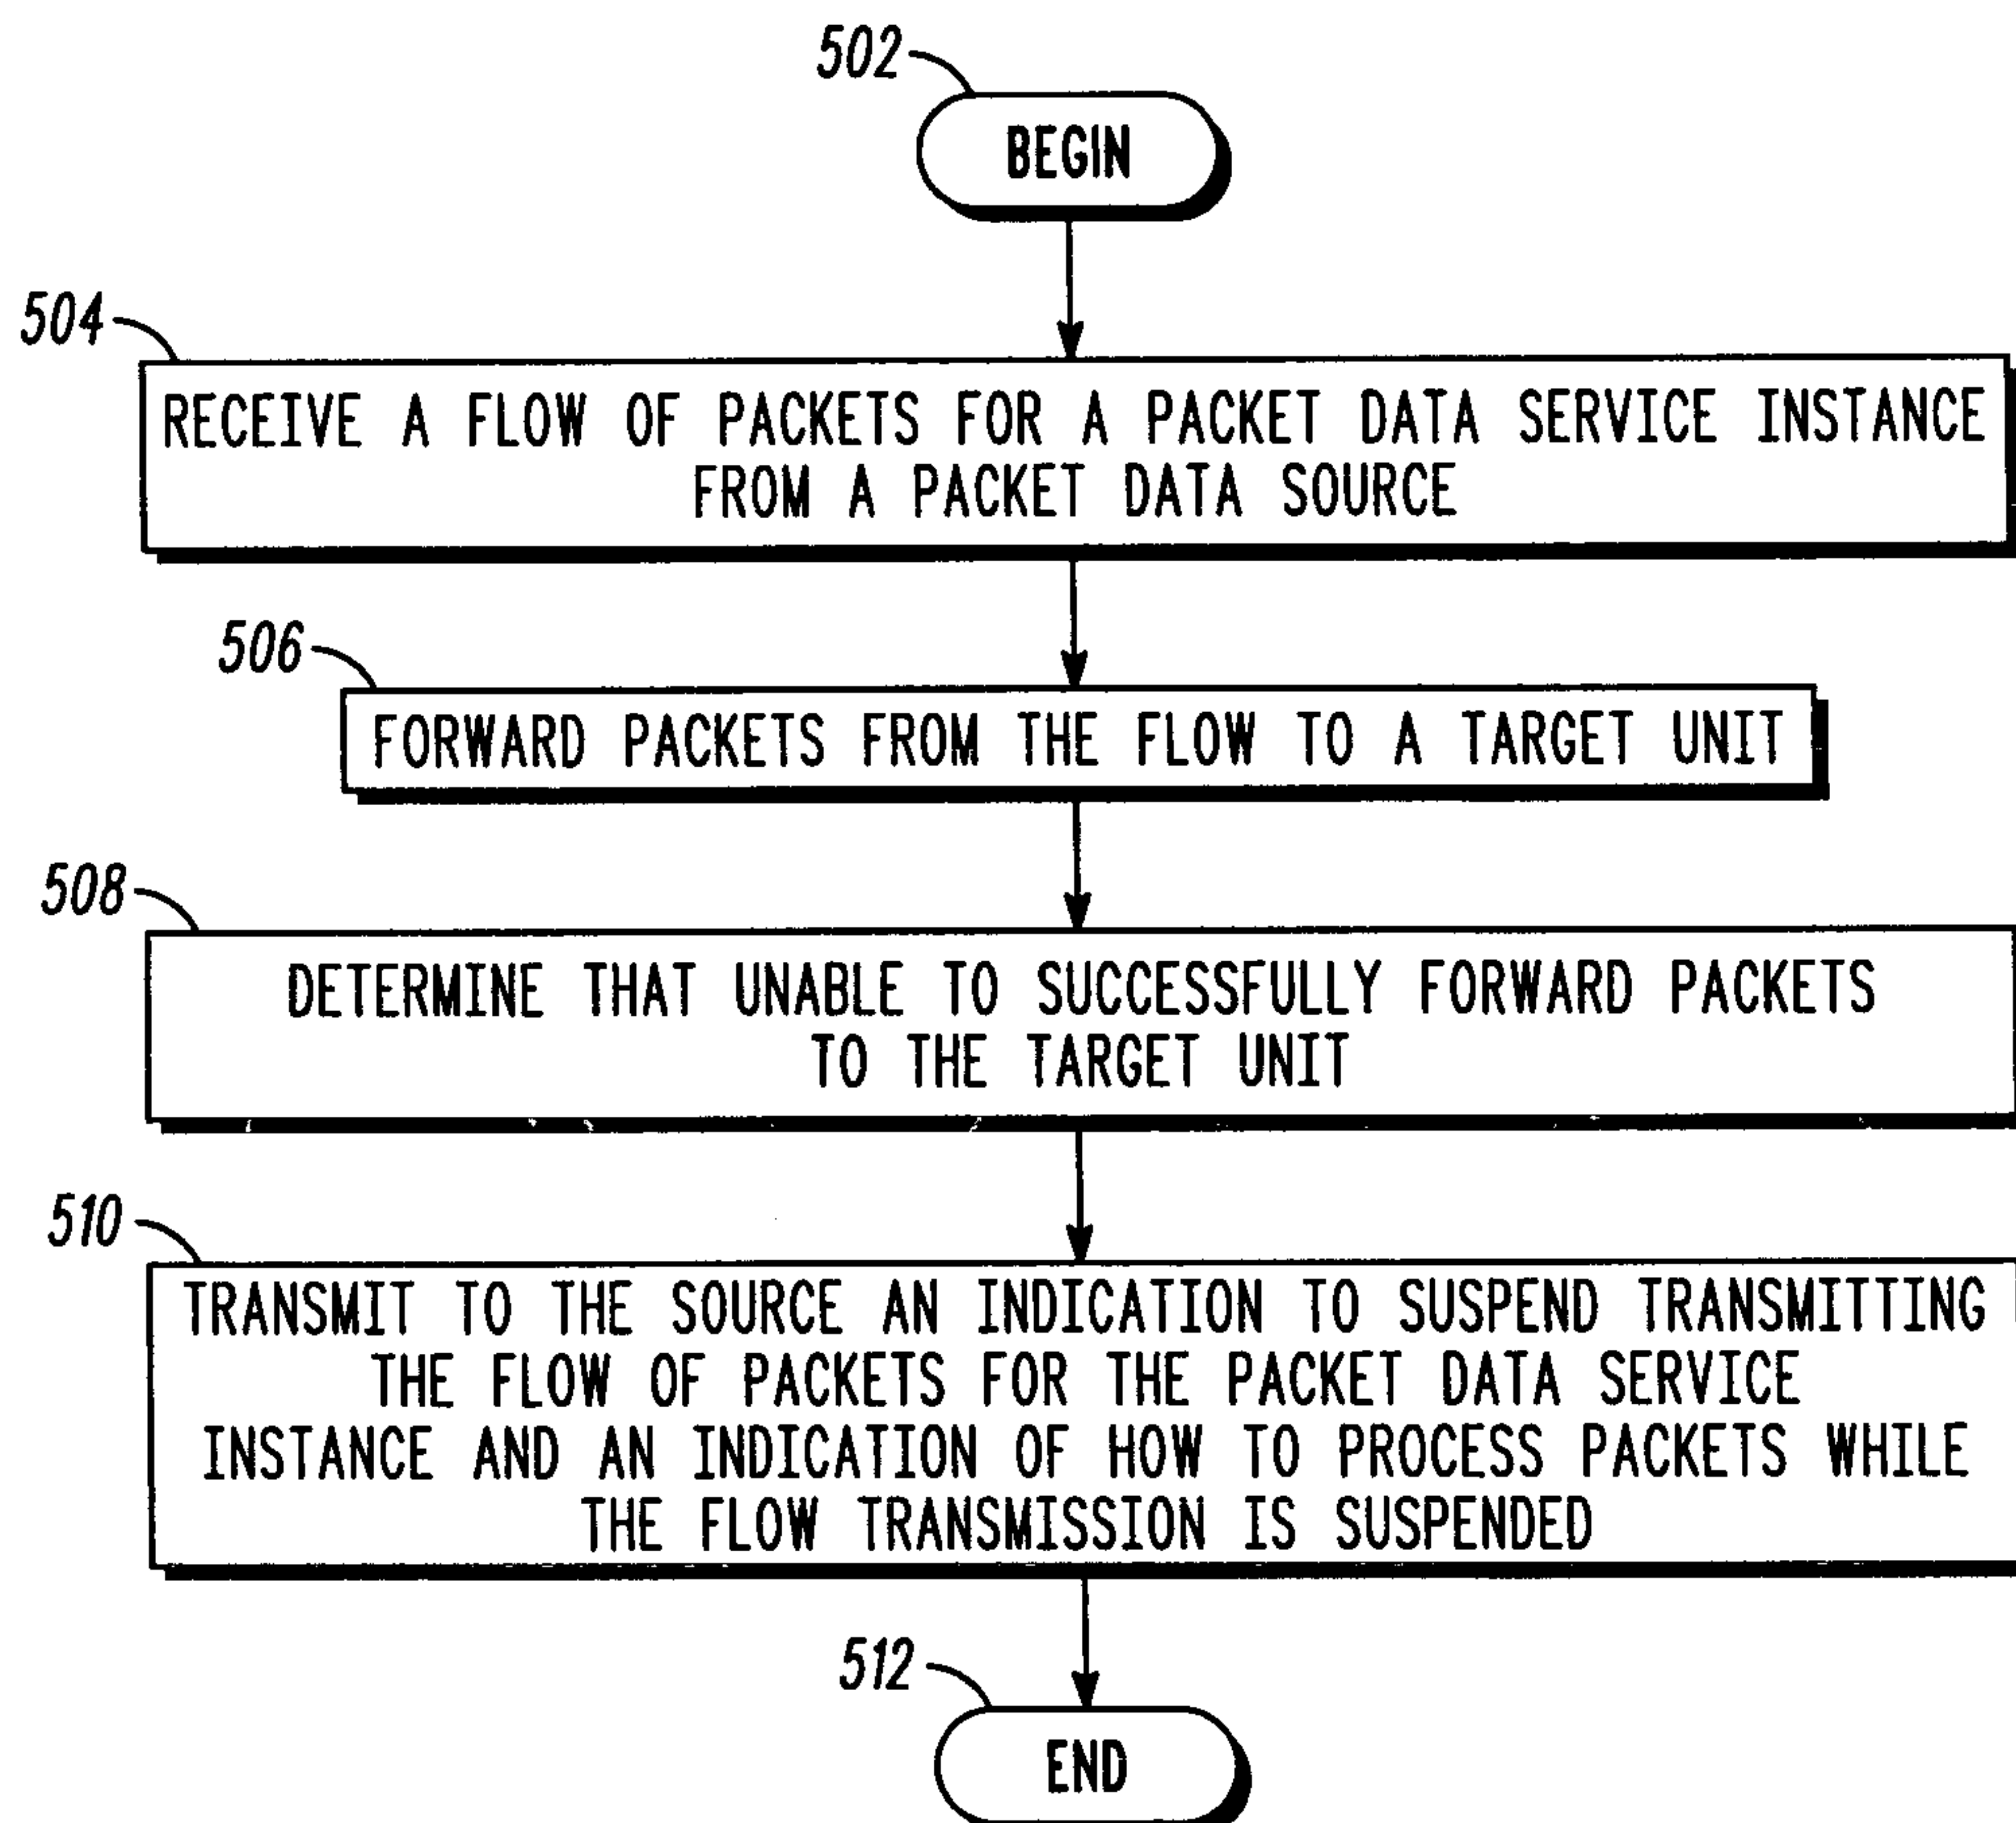 502
BEGIN
504
RECEIVE A FLOW OF PACKETS FOR A PACKET DATA SERVICE INSTANCE
FROM A PACKET DATA SOURCE
506
FORWARD PACKETS FROM THE FLOW TO A TARGET UNIT
508
DETERMINE THAT UNABLE TO SUCCESSFULLY FORWARD PACKETS
TO THE TARGET UNIT
510
TRANSMIT TO THE SOURCE AN INDICATION TO SUSPEND TRANSMITTING
THE FLOW OF PACKETS FOR THE PACKET DATA SERVICE
INSTANCE AND AN INDICATION OF HOW TO PROCESS PACKETS WHILE
THE FLOW TRANSMISSION IS SUSPENDED
512
END